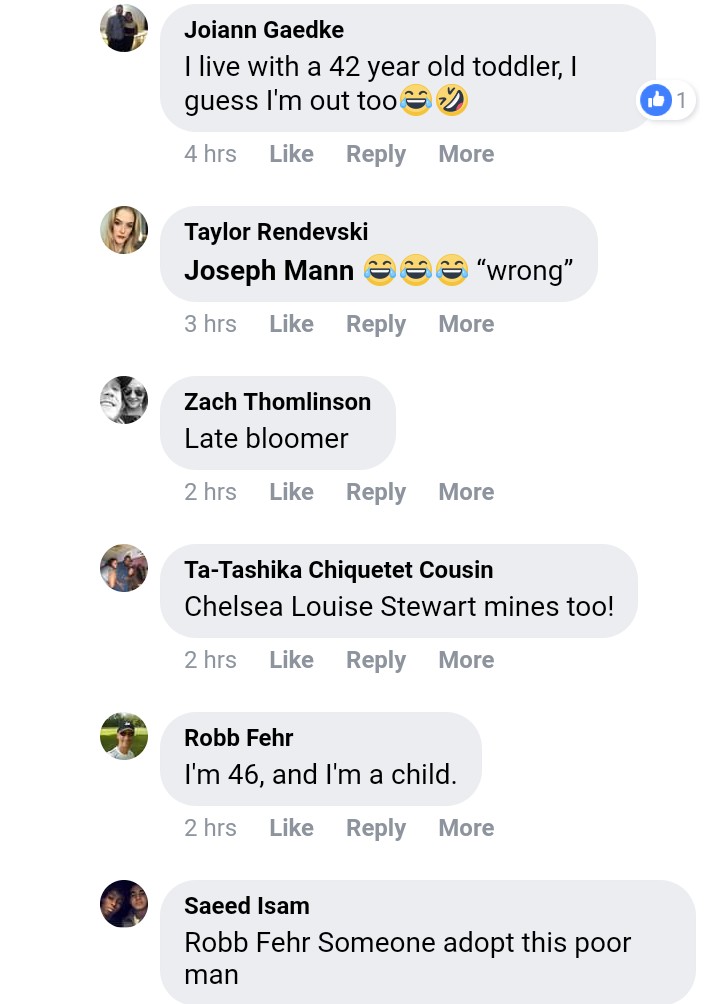 Joiann Gaedke
I live with a 42 year old toddler, I
guess I'm out too😂🤣
1
4 hrs Like Reply More
Taylor Rendevski
Joseph Mann 😂😂😂 “wrong”
3 hrs Like Reply More
Zach Thomlinson
Late bloomer
2 hrs Like Reply More
Ta-Tashika Chiquetet Cousin
Chelsea Louise Stewart mines too!
2 hrs Like Reply More
Robb Fehr
I'm 46, and I'm a child.
2 hrs Like Reply More
Saeed Isam
Robb Fehr Someone adopt this poor
man